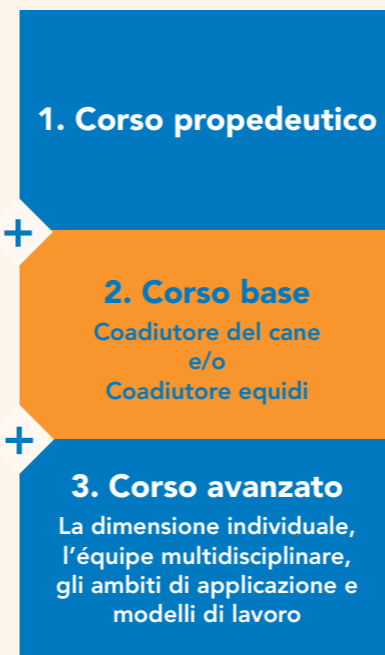 1. Corso propedeutico
+
2. Corso base
Coadiutore del cane
e/o
Coadiutore equidi
+
3. Corso avanzato
La dimensione individuale,
l’équipe multidisciplinare,
gli ambiti di applicazione e
modelli di lavoro